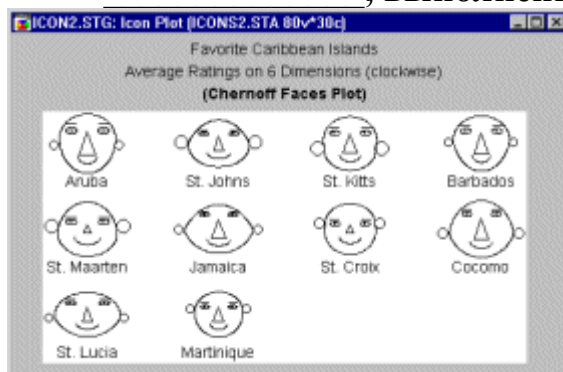 ICON2.STG: Icon Plot (ICONS2.STA 80v*30c)
Favorite Caribbean Islands
Average Ratings on 6 Dimensions (clockwise)
(Chernoff Faces Plot)
Aruba St. Johns St. Kitts Barbados
St. Maarten Jamaica St. Croix Cocomo
St. Lucia Martinique